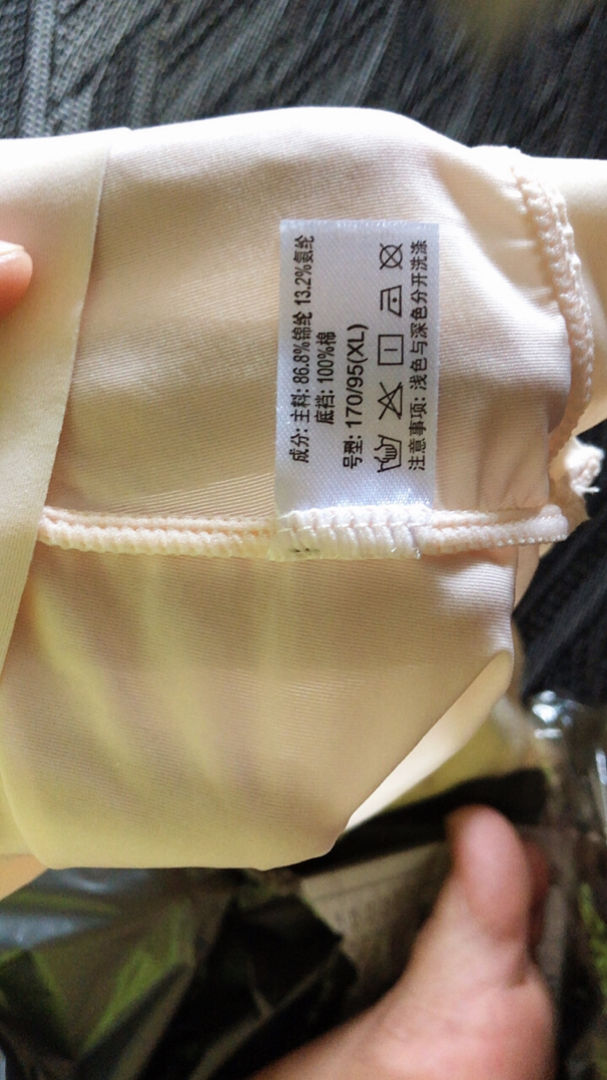 成分: 主料: 86.8%锦纶 13.2%氨纶
底裆: 100%棉
号型: 170/95(XL)
注意事项: 浅色与深色分开洗涤